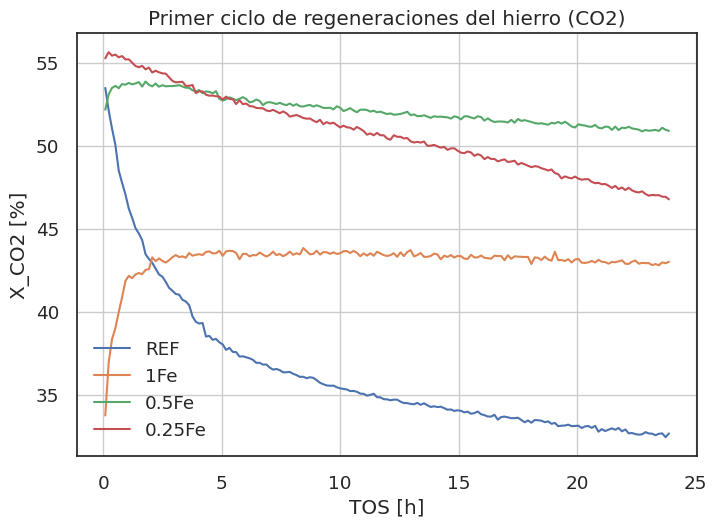 Primer ciclo de regeneraciones del hierro (CO2)
X_CO2 [%]
55
50
45
40
35
REF
1Fe
0.5Fe
0.25Fe
0
5
10
15
20
25
TOS [h]